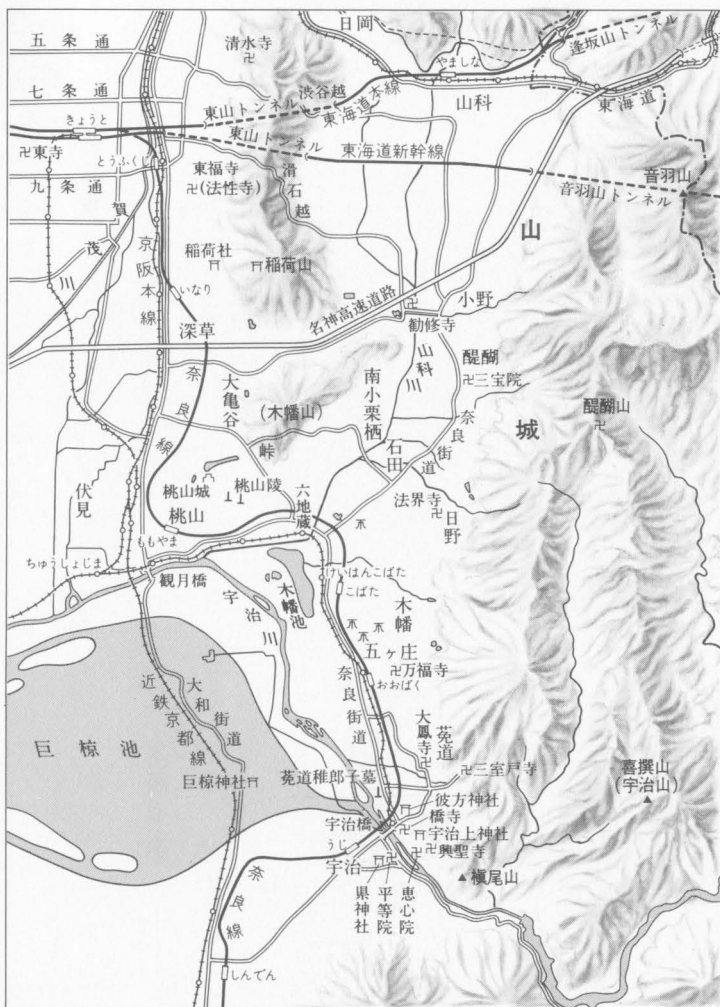 日岡
五条通
清水寺
逢坂山トンネル
やましな
七条通
渋谷越
東海道本線
山科
東海道
東山トンネル
きょうと
東山トンネル
東海道新幹線
東寺
とうふくじ
東福寺
(法性寺)
滑石越
音羽山
音羽山トンネル
九条通
賀茂川
京阪本線
稲荷社
稲荷山
山
いなり
名神高速道路
小野
勧修寺
深草
山科川
醍醐
三宝院
奈良線
大亀谷
(木幡山)
南小栗栖
奈良街道
城
醍醐山
峠
石田
桃山城
桃山陵
六地蔵
法界寺
日野
伏見
桃山
ももやま
ちゅうしょじま
観月橋
けいはんこばた
こばた
木幡池
木幡
宇治川
五ヶ庄
万福寺
おおばく
奈良街道
近鉄京都線
大和街道
大鳳寺
莵道
巨椋池
三室戸寺
喜撰山
(宇治山)
莵道稚郎子墓
巨椋神社
彼方神社
橋寺
宇治橋
宇治上神社
うじ
興聖寺
宇治
槇尾山
県神社
平等院
恵心院
奈良線
しんでん